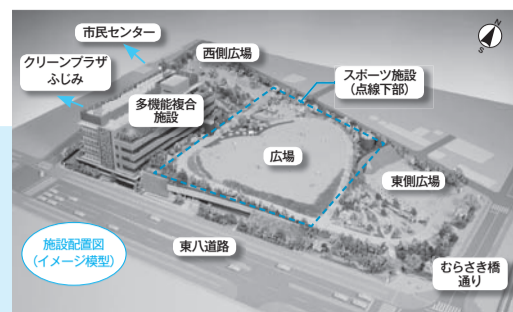 市民センター
クリーンプラザ
ふじみ
西側広場
スポーツ施設
(点線下部)
多機能複合
施設
広場
東側広場
施設配置図
(イメージ模型)
東八道路
むらさき橋
通り
N
S